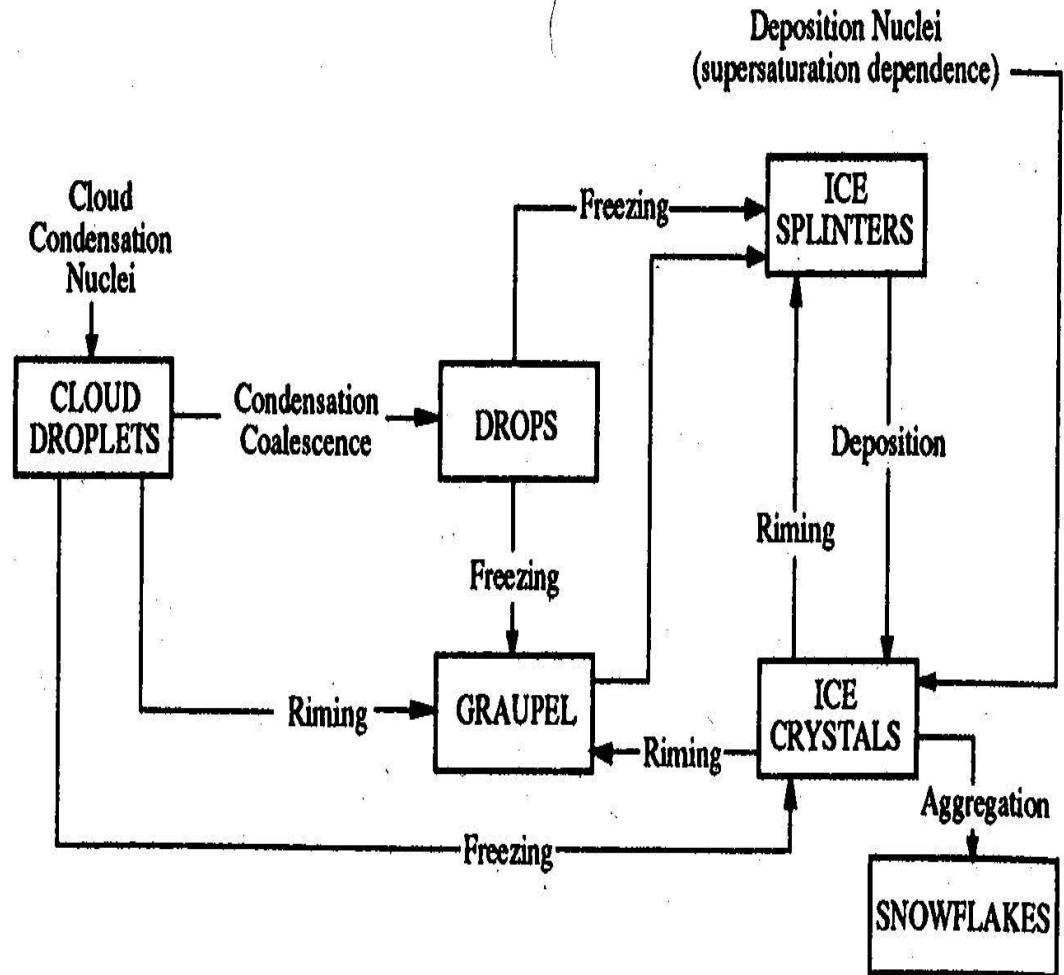 Deposition Nuclei
(supersaturation dependence)
Cloud
Condensation
Nuclei
Freezing
ICE
SPLINTERS
CLOUD
DROPLETS
Condensation
Coalescence
DROPS
Deposition
Riming
Freezing
Riming
GRAUPEL
Riming
ICE
CRYSTALS
Aggregation
Freezing
SNOWFLAKES